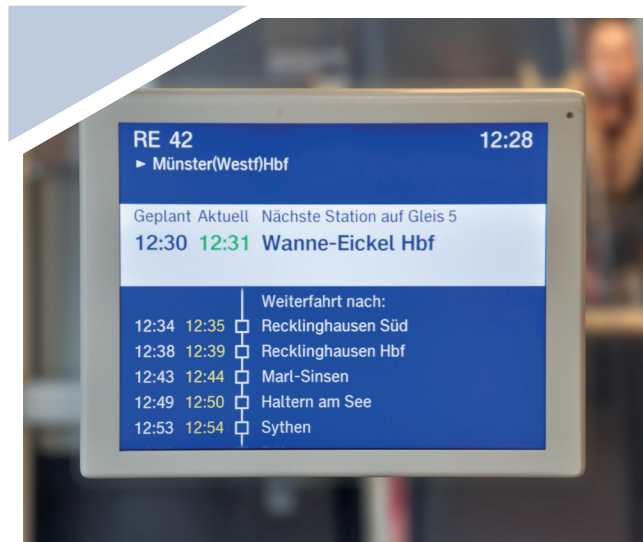 RE 42 12:28
► Münster(Westf)Hbf
Geplant Aktuell Nächste Station auf Gleis 5
12:30 12:31 Wanne-Eickel Hbf
Weiterfahrt nach:
12:34 12:35 Recklinghausen Süd
12:38 12:39 Recklinghausen Hbf
12:43 12:44 Marl-Sinsen
12:49 12:50 Haltern am See
12:53 12:54 Sythen